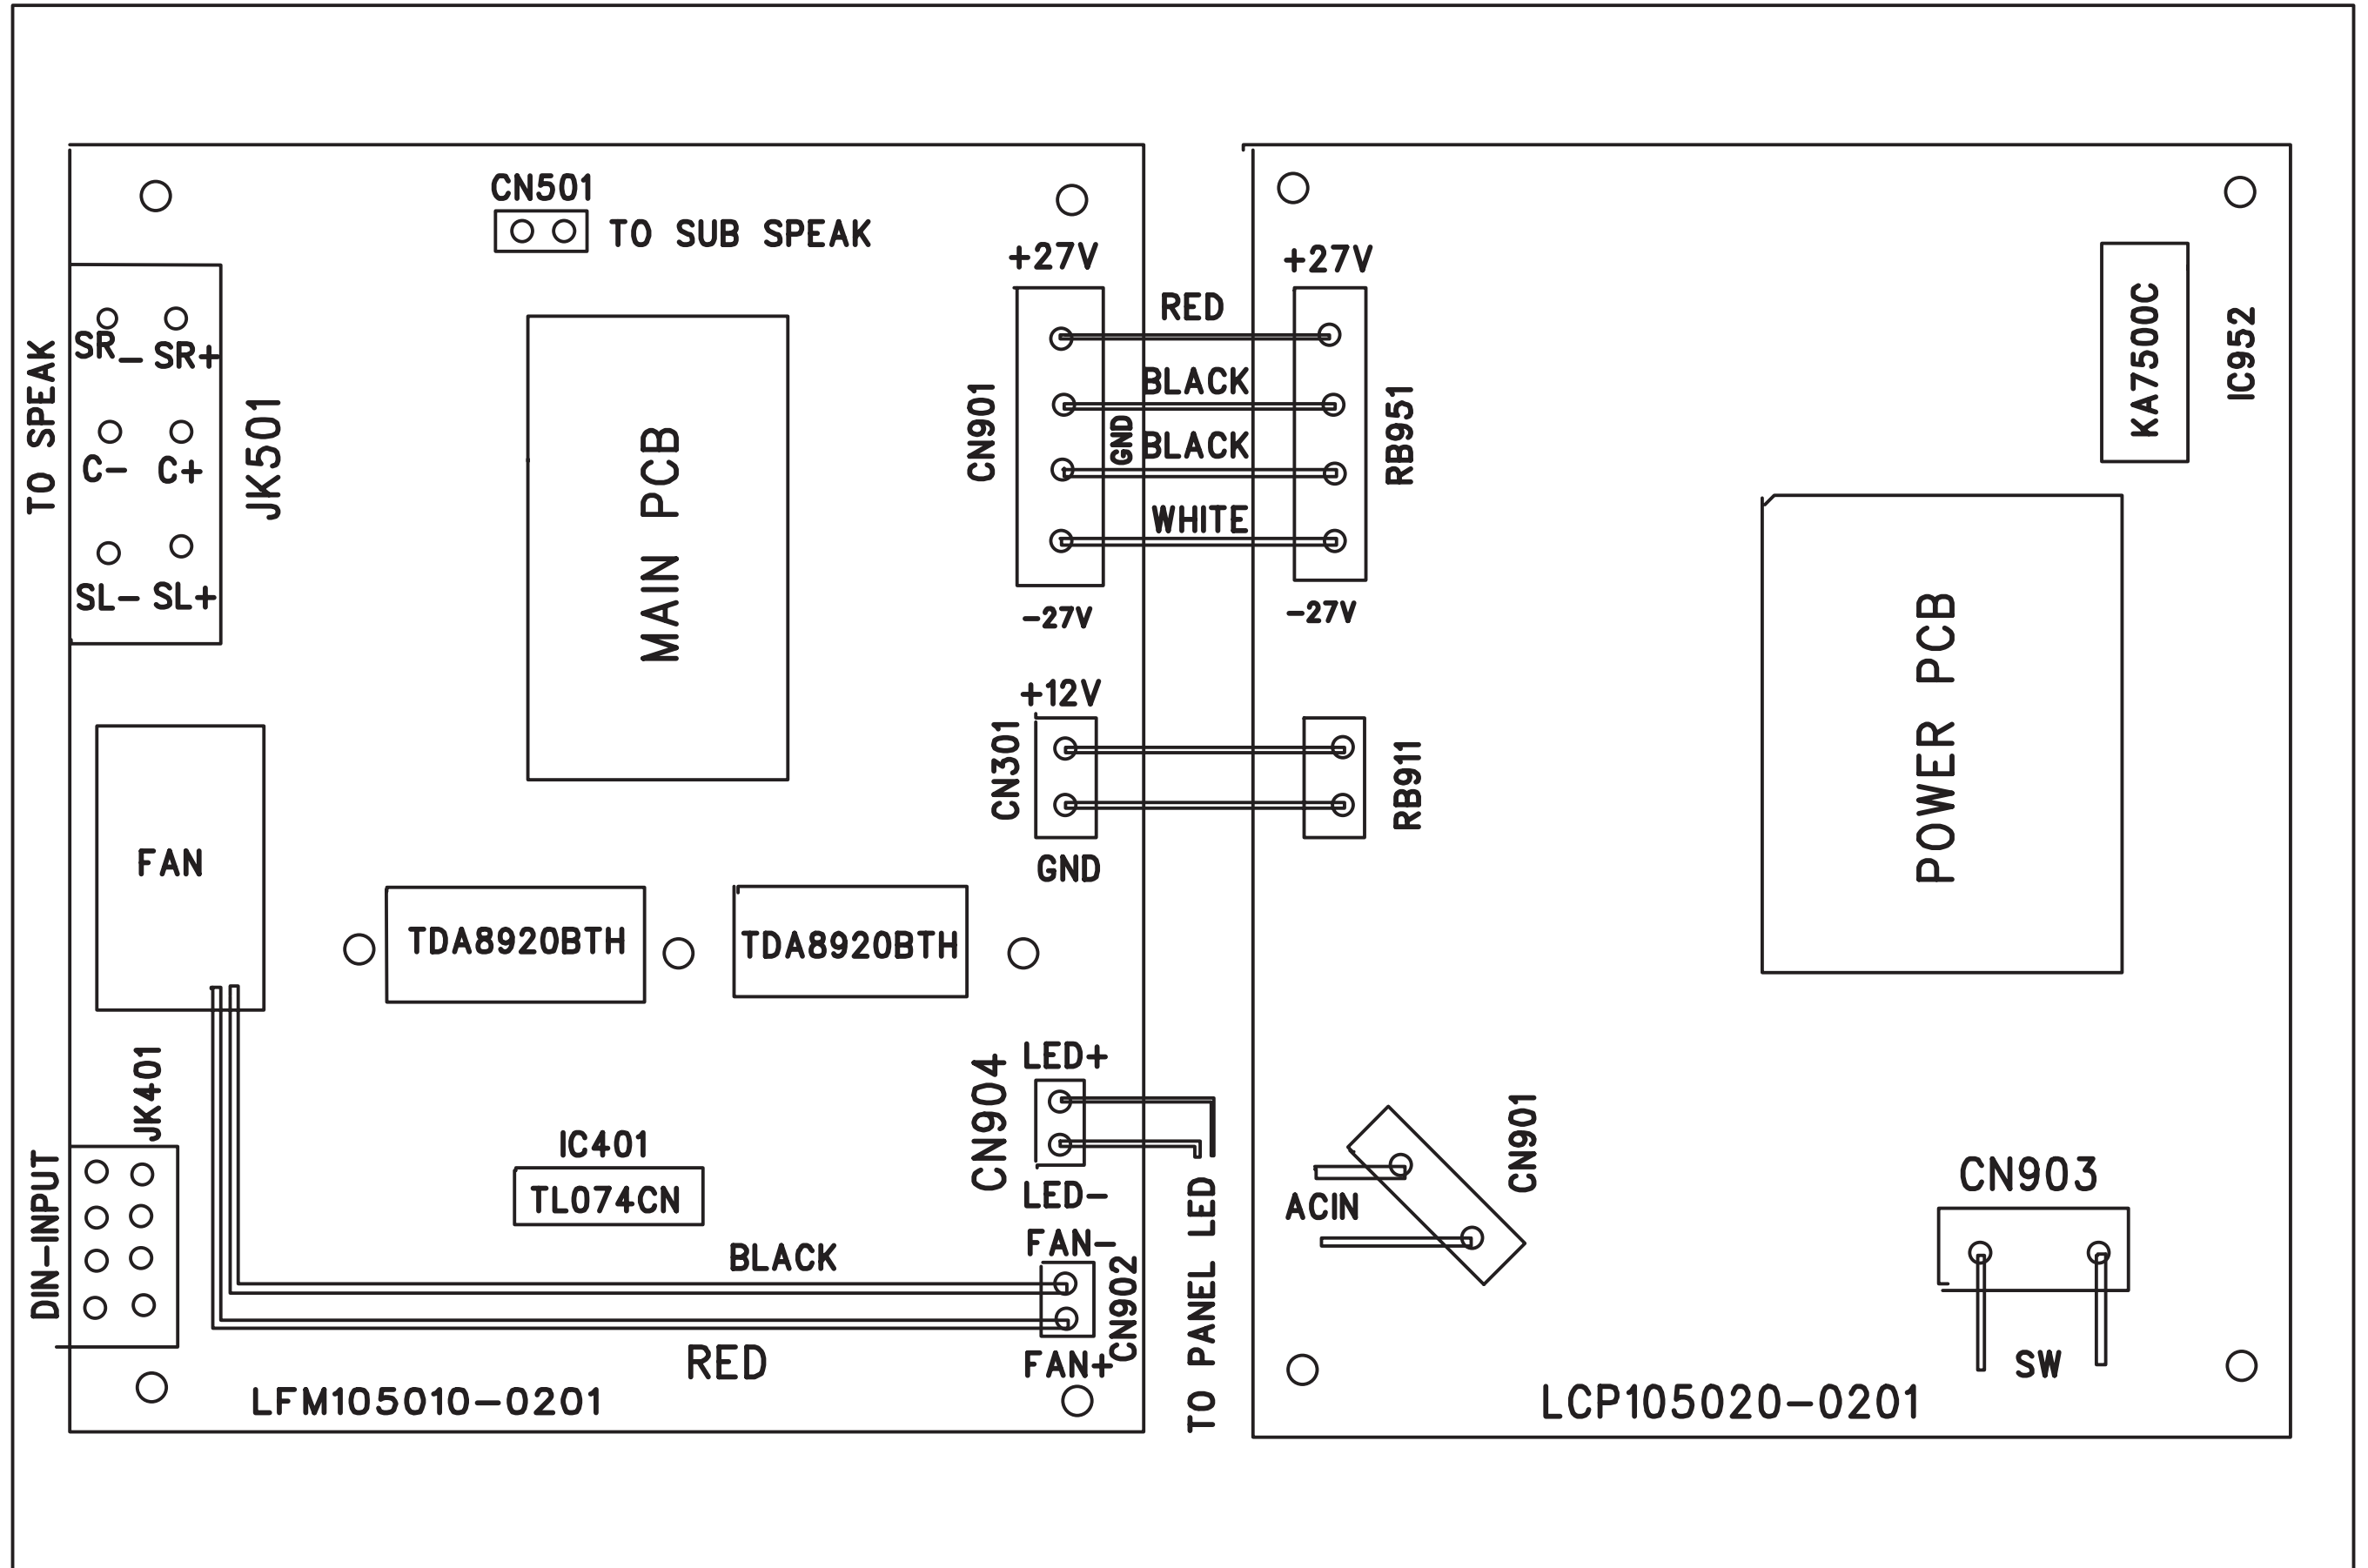 CN501
TO SUB SPEAK
+27V
+27V
RED
BLACK
GND
BLACK
WHITE
CN901
RB951
-27V
-27V
KA7500C
IC952
TO SPEAK
SR_ SR+
C- C+
SL- SL+
JK501
MAIN PCB
POWER PCB
+12V
CN301
RB911
GND
FAN
TDA8920BTH
TDA8920BTH
JK401
DIN-INPUT
IC401
TL074CN
CN904
LED+
LED-
FAN-
CN902
FAN+
BLACK
RED
LFM105010-0201
TO PANEL LED
ACIN
CN901
CN903
SW
LCP105020-0201